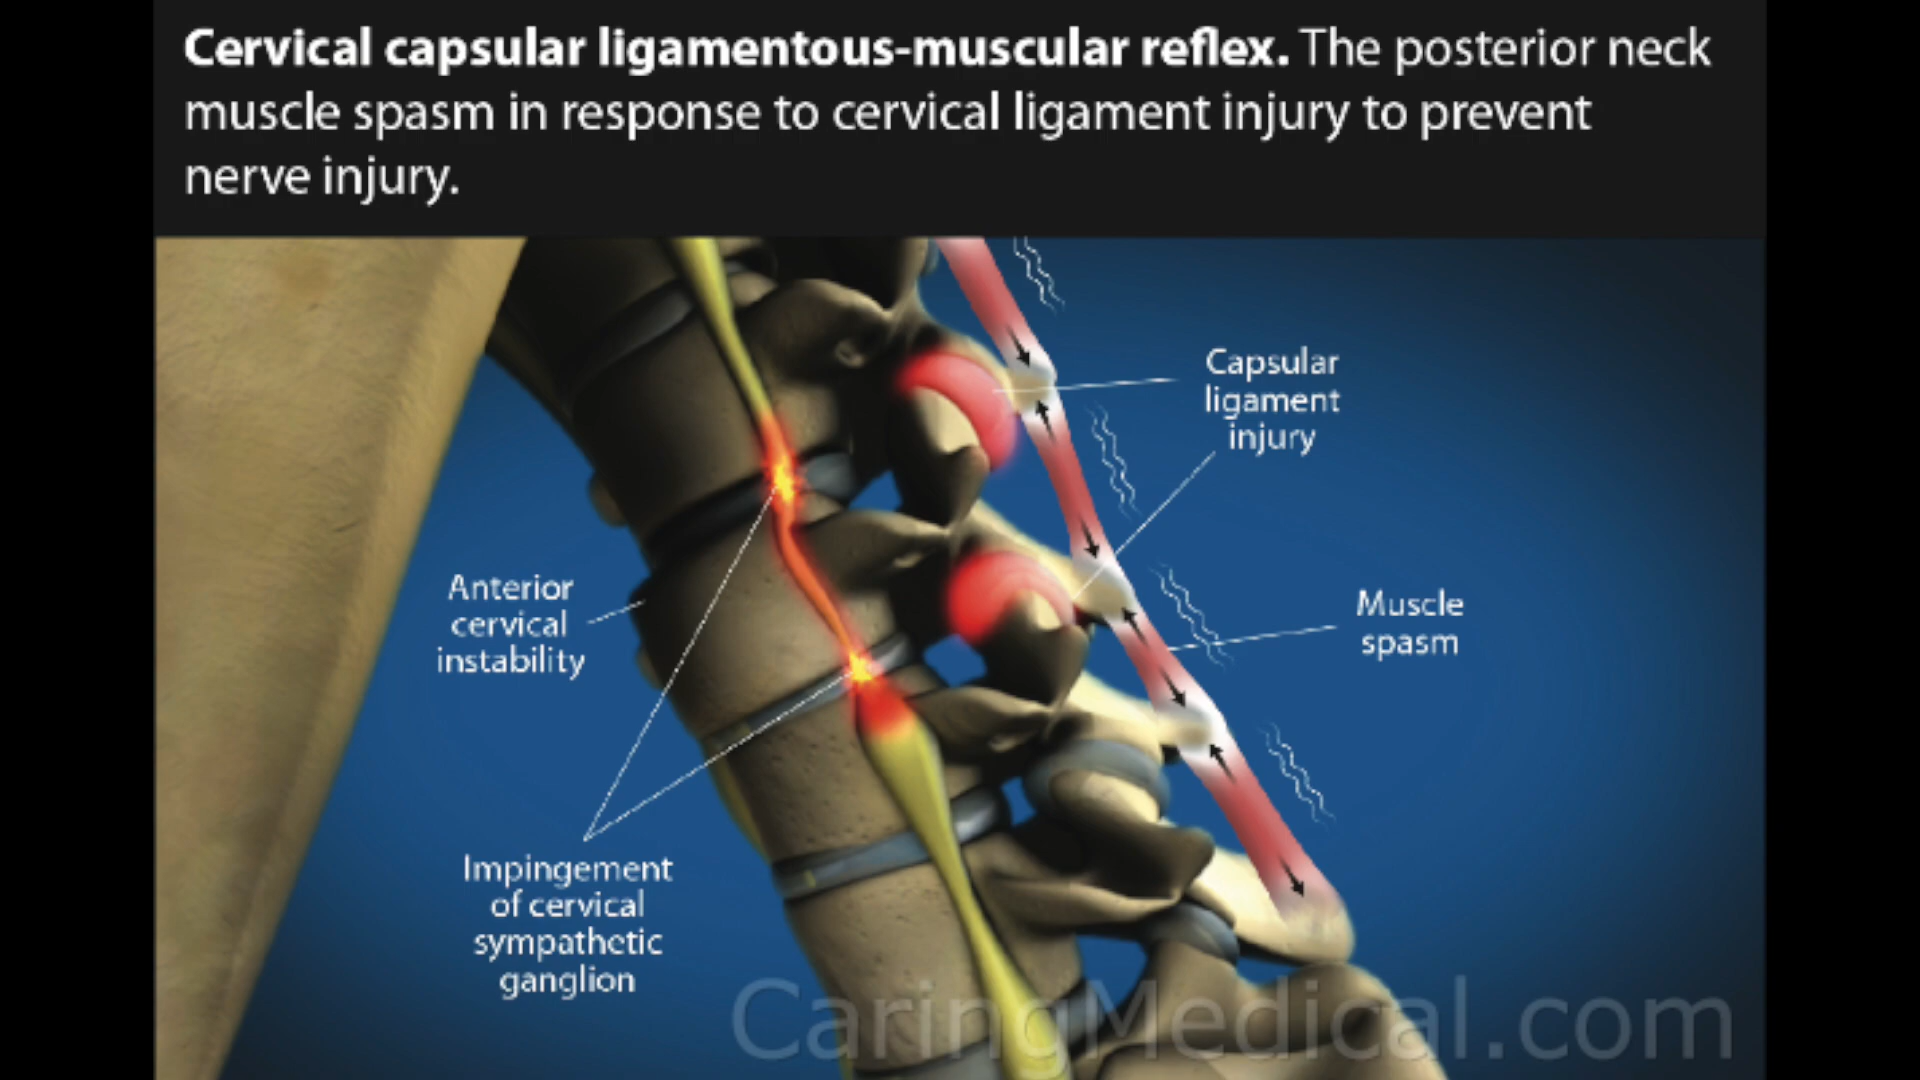 Cervical capsular ligamentous-muscular reflex. The posterior neck
muscle spasm in response to cervical ligament injury to prevent
nerve injury.
Capsular
ligament
injury
Anterior
cervical
instability
Muscle
spasm
Impingement
of cervical
sympathetic
ganglion
CaringMedical.com